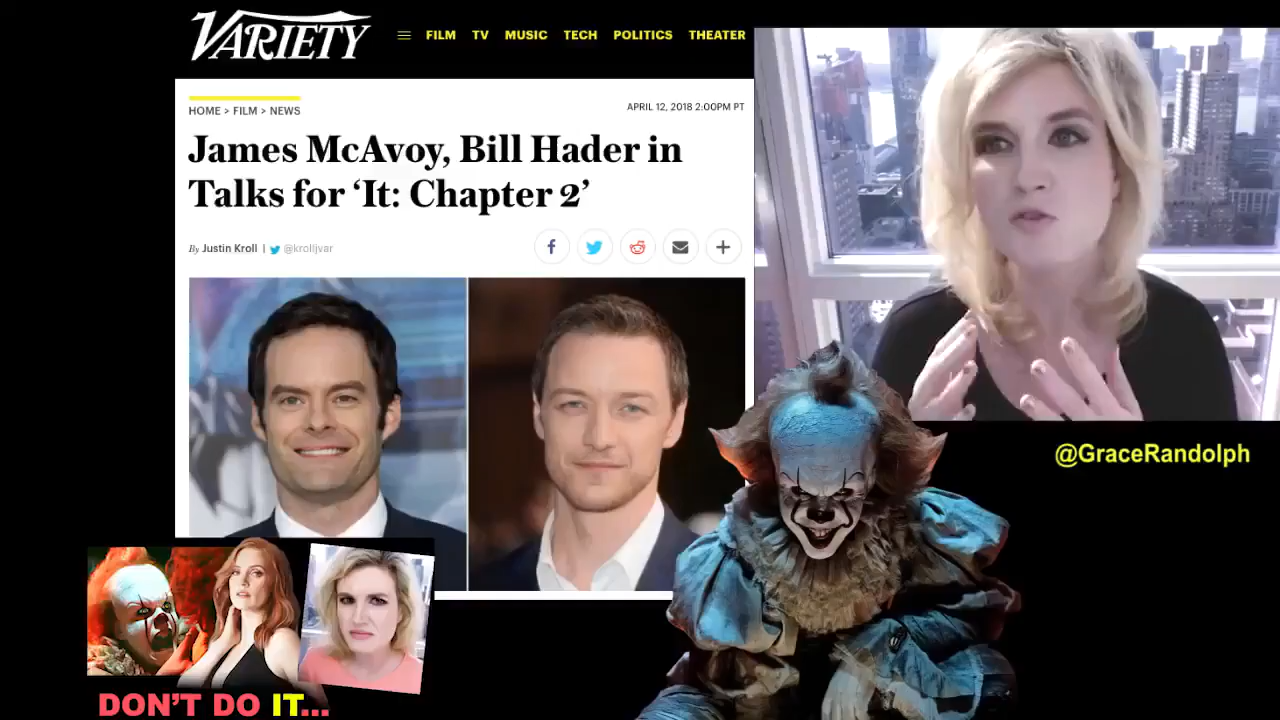 VARIETY
FILM TV MUSIC TECH POLITICS THEATER
HOME > FILM > NEWS
APRIL 12, 2018 2:00PM PT
James McAvoy, Bill Hader in
Talks for ‘It: Chapter 2’
By Justin Kroll | @krolljvar
@GraceRandolph
DON'T DO IT...